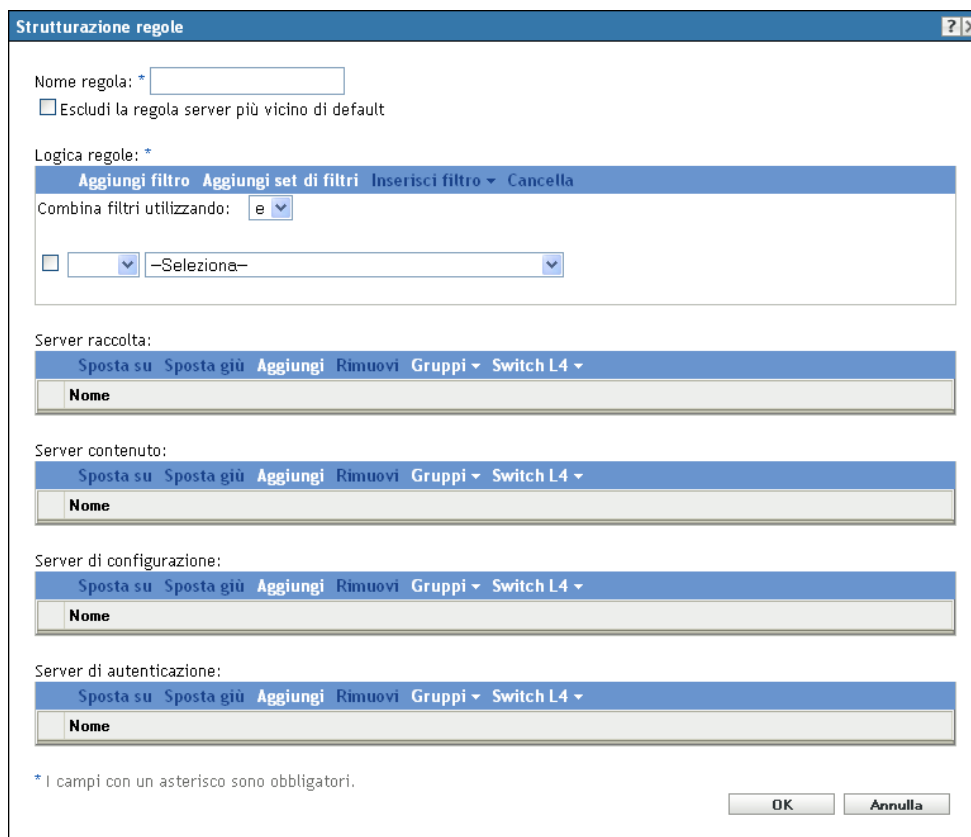 Strutturazione regole ?
Nome regola: *
Escludi la regola server più vicino di default
Logica regole: *
Aggiungi filtro Aggiungi set di filtri Inserisci filtro Cancella
Combina filtri utilizzando: e
–Seleziona–
Server raccolta:
Sposta su Sposta giù Aggiungi Rimuovi Gruppi Switch L4
Nome
Server contenuto:
Sposta su Sposta giù Aggiungi Rimuovi Gruppi Switch L4
Nome
Server di configurazione:
Sposta su Sposta giù Aggiungi Rimuovi Gruppi Switch L4
Nome
Server di autenticazione:
Sposta su Sposta giù Aggiungi Rimuovi Gruppi Switch L4
Nome
* I campi con un asterisco sono obbligatori.
OK Annulla